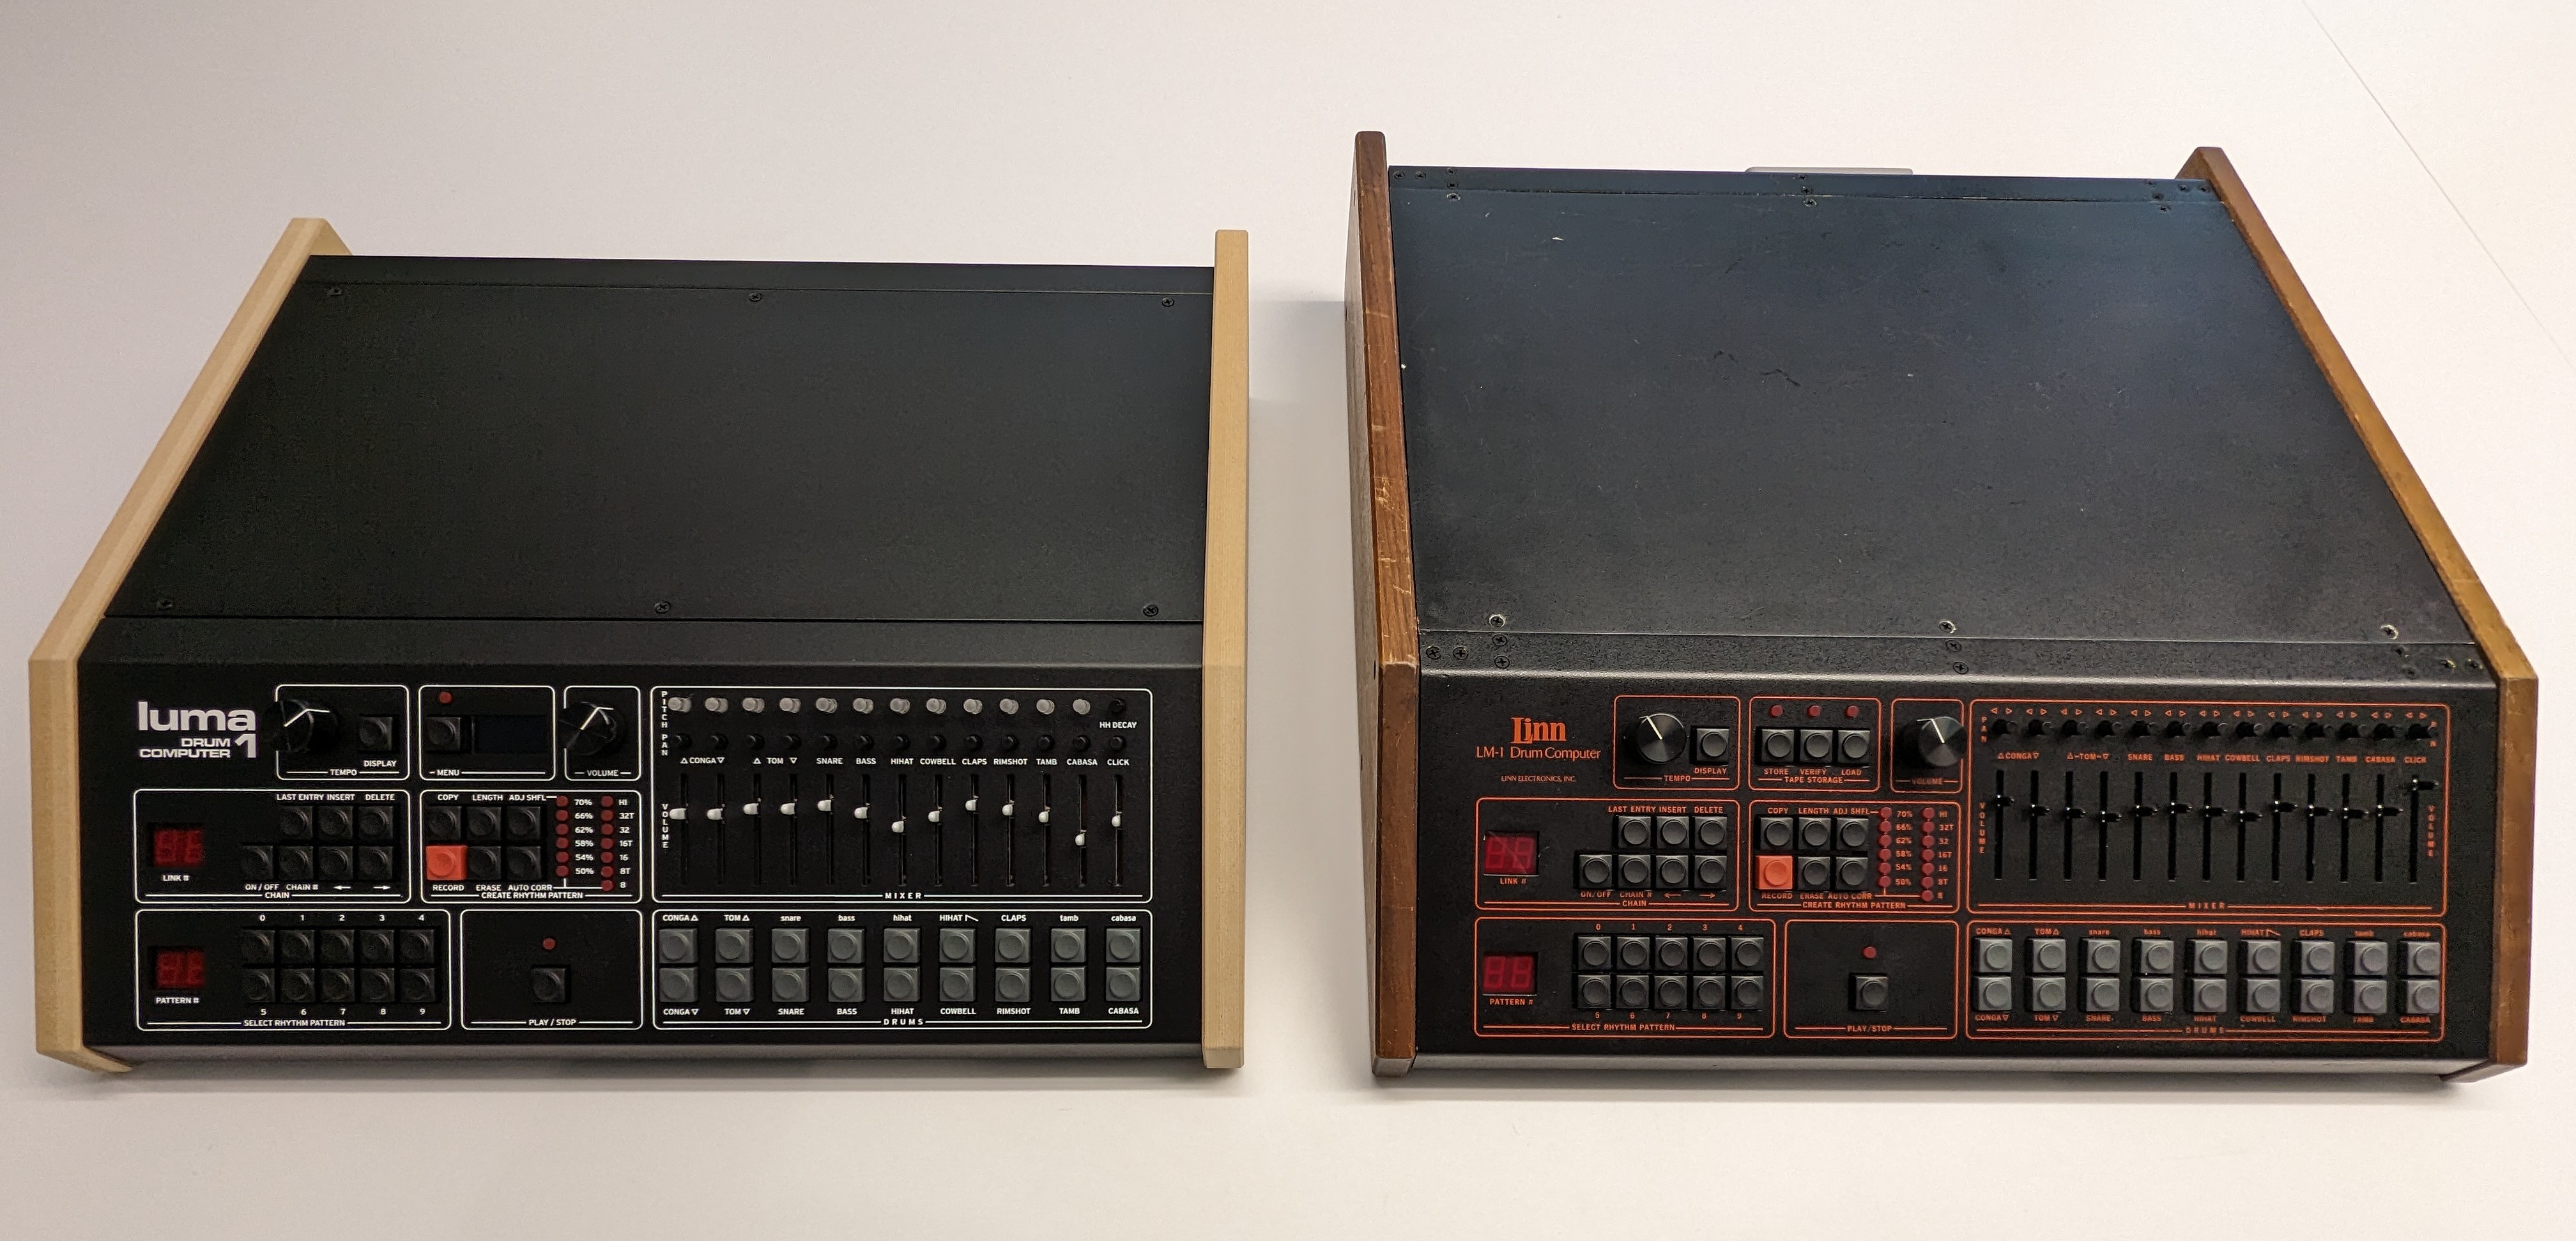 luma
DRUM
COMPUTER 1
DISPLAY
TEMPO
MENU
VOLUME
PITCH
PAN
HH DECAY
△ CONGA ▽ △ TOM ▽ SNARE BASS HIHAT COWBELL CLAPS RIMSHOT TAMB CABASA CLICK
VOLUME
MIXER
LAST ENTRY INSERT DELETE
LINK #
ON / OFF CHAIN # ← →
CHAIN
COPY LENGTH ADJ SHFL
70% HI
66% 32T
62% 32
58% 16T
54% 16
50% 8T
8
RECORD ERASE AUTO CORR
CREATE RHYTHM PATTERN
0 1 2 3 4
PATTERN #
5 6 7 8 9
SELECT RHYTHM PATTERN
PLAY / STOP
CONGA △ TOM △ snare bass hihat HIHAT CLAPS tamb cabasa
CONGA ▽ TOM ▽ SNARE BASS HIHAT COWBELL RIMSHOT TAMB CABASA
DRUMS
Linn
LM-1 Drum Computer
LINN ELECTRONICS, INC.
DISPLAY
TEMPO
STORE VERIFY LOAD
TAPE STORAGE
VOLUME
PAN
△ CONGA ▽ △-TOM-▽ SNARE BASS HIHAT COWBELL CLAPS RIMSHOT TAMB CABASA CLICK
VOLUME
VOLUME
MIXER
LAST ENTRY INSERT DELETE
LINK #
ON/OFF CHAIN # ← →
CHAIN
COPY LENGTH ADJ SHFL
70% HI
66% 32T
62% 32
58% 16T
54% 16
50% 8T
8
RECORD ERASE AUTO CORR
CREATE RHYTHM PATTERN
0 1 2 3 4
PATTERN #
5 6 7 8 9
SELECT RHYTHM PATTERN
PLAY/STOP
CONGA △ TOM △ snare bass hihat HIHAT CLAPS tamb cabasa
CONGA ▽ TOM ▽ SNARE BASS HIHAT COWBELL RIMSHOT TAMB CABASA
DRUMS